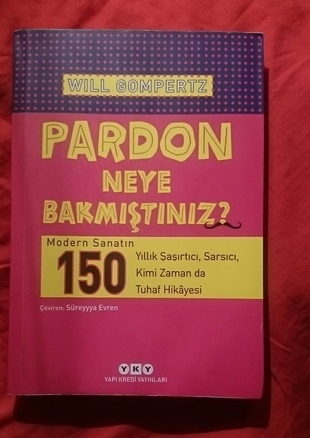 WILL GOMPERTZ
PARDON
NEYE
BAKMIŞTINIZ?
Modern Sanatın
150
Yıllık Şaşırtıcı, Sarsıcı,
Kimi Zaman da
Tuhaf Hikâyesi
Çeviren: Süreyyya Evren
YKY
YAPI KREDİ YAYINLARI